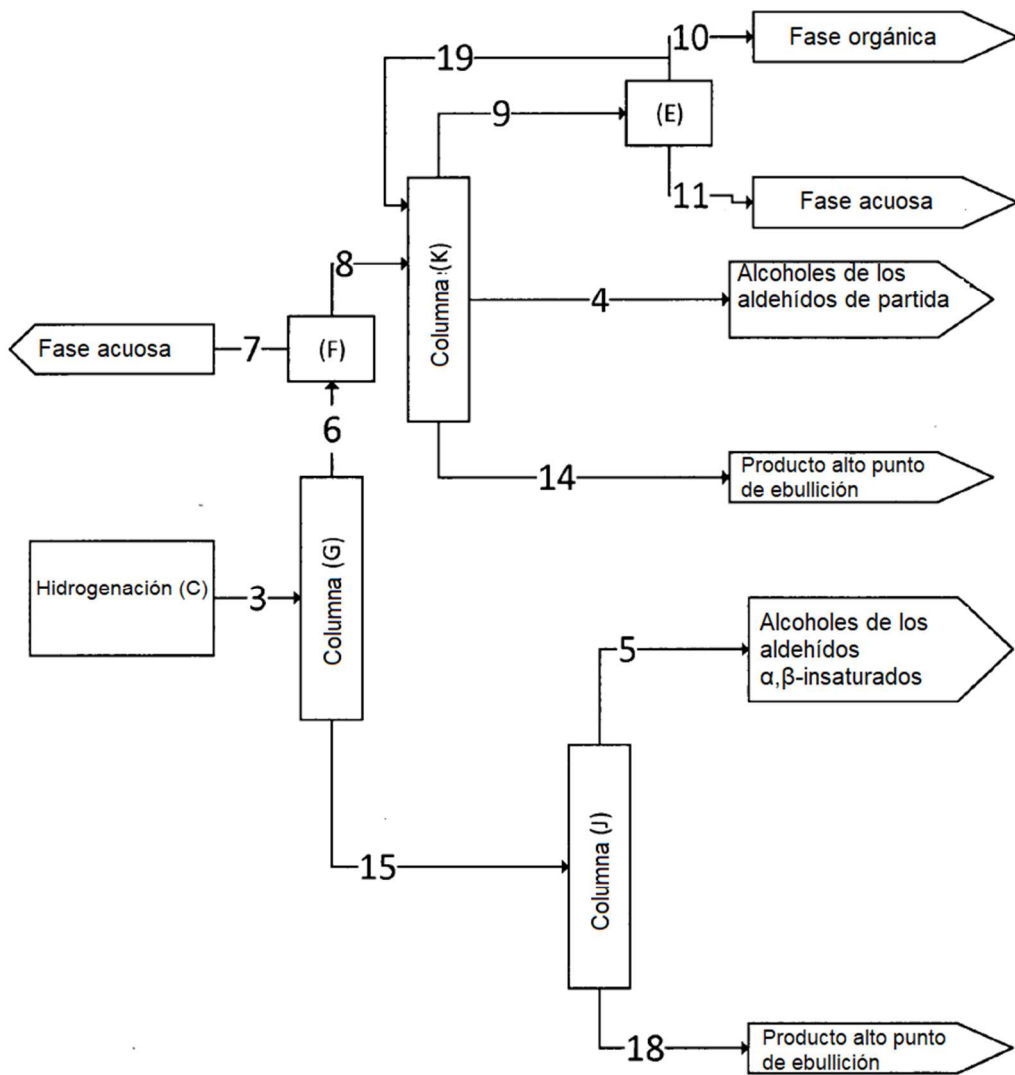 10
Fase orgánica
19
9
(E)
11
Fase acuosa
8
Columna (K)
4
Alcoholes de los
aldehídos de partida
Fase acuosa
7
(F)
6
14
Producto alto punto
de ebullición
Hidrogenación (C)
3
Columna (G)
5
Alcoholes de los
aldehídos
α,β-insaturados
15
Columna (J)
18
Producto alto punto
de ebullición